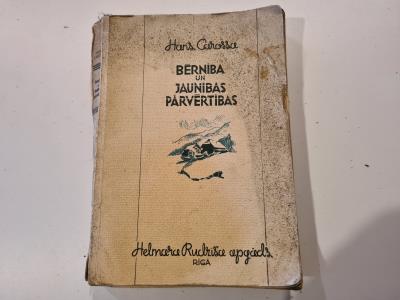 Hans Carossa
BĒRNĪBA
UN
JAUNĪBAS
PĀRVĒRTĪBAS
Helmara Rudzīša apgāds
RĪGĀ